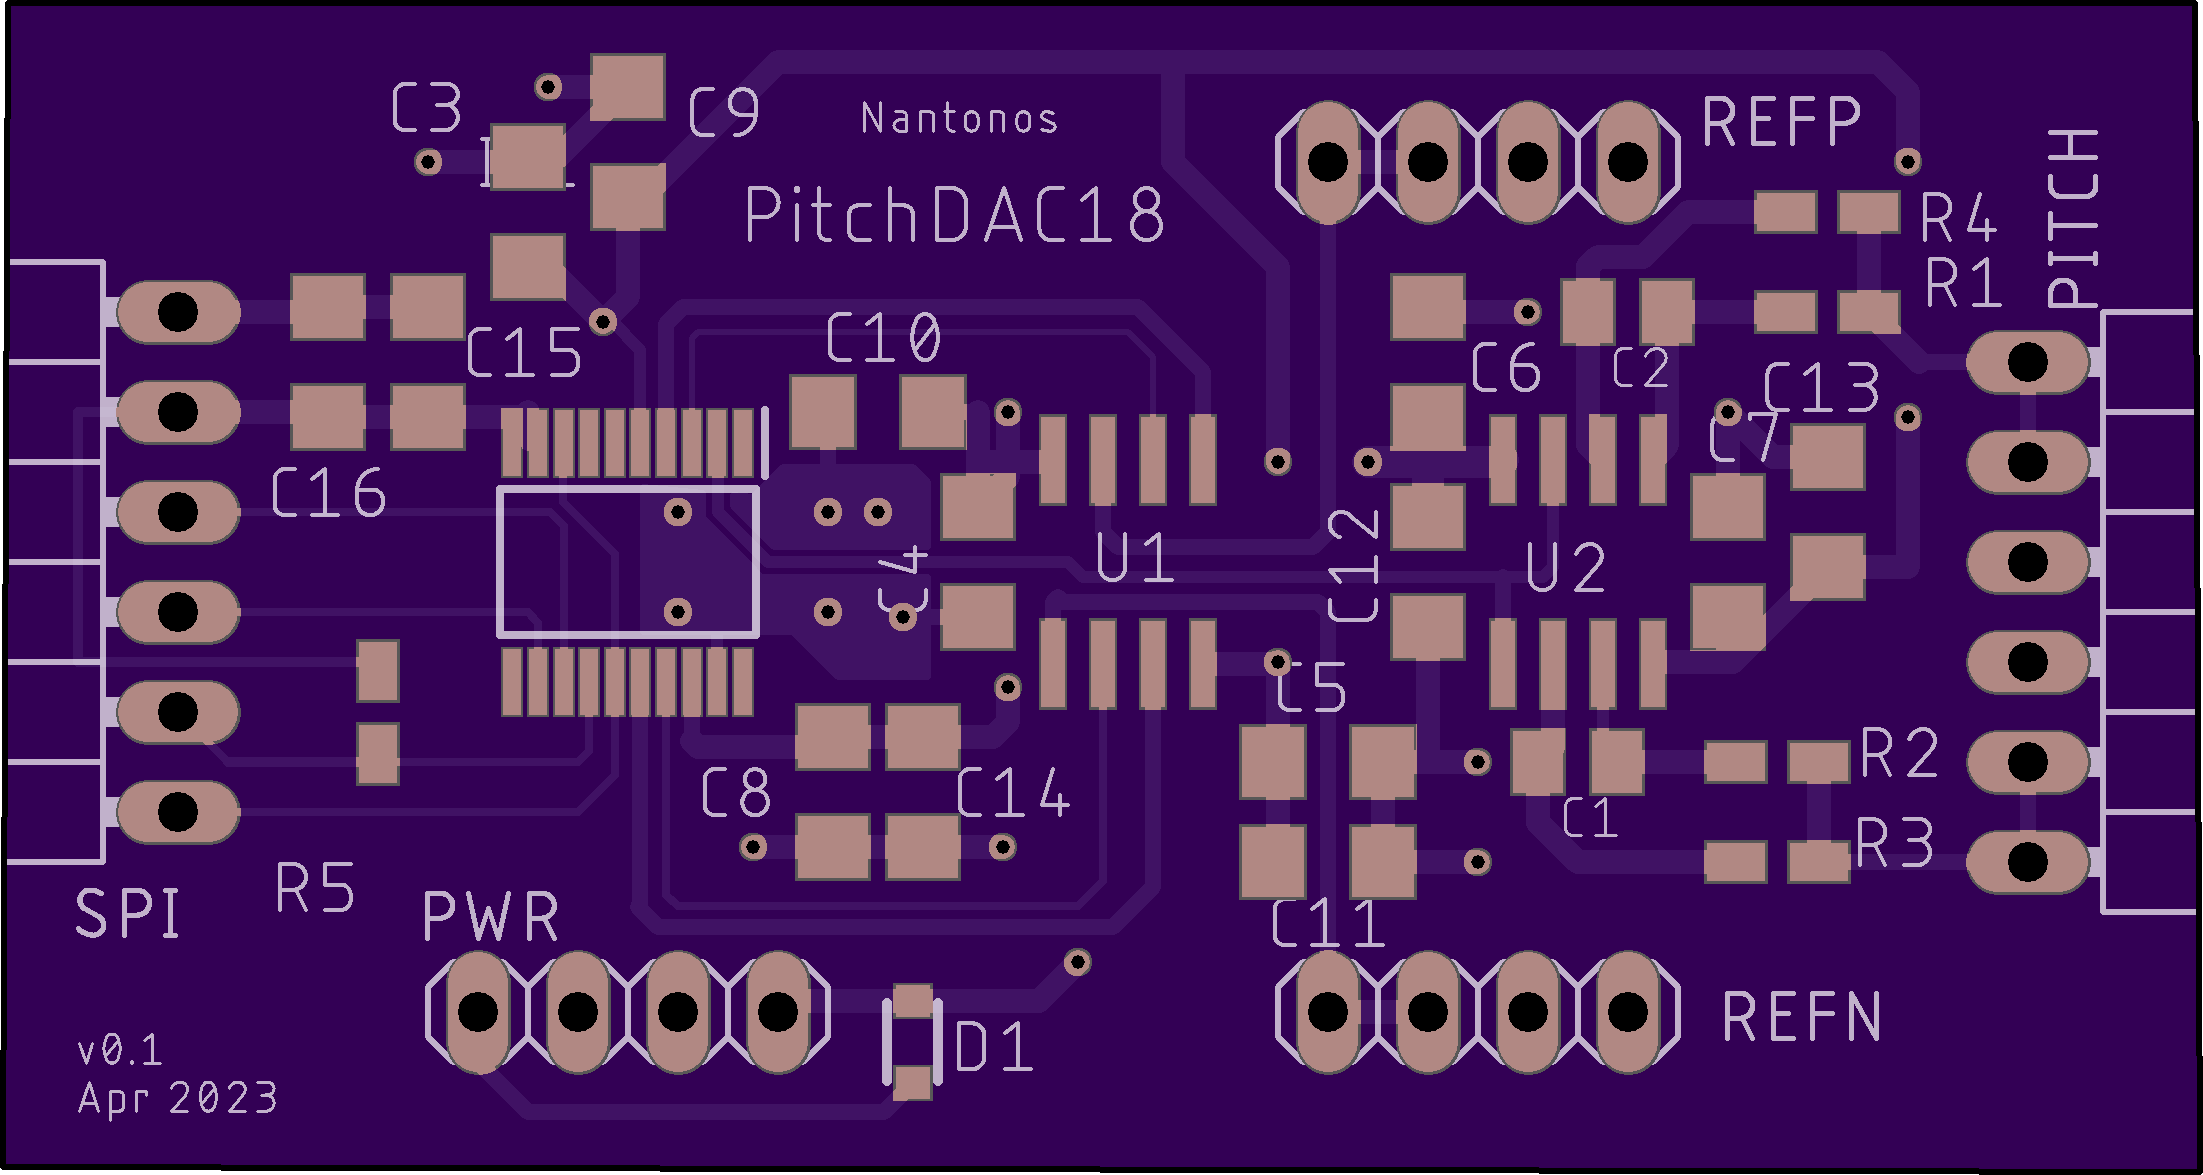 C3
C9
Nantonos
REFP
PITCH
PitchDAC18
R4
R1
C15
C10
C6
C2
C13
C7
C16
C4
U1
C12
U2
C5
C8
C14
R2
C1
R3
R5
SPI
PWR
C11
REFN
D1
v0.1
Apr 2023